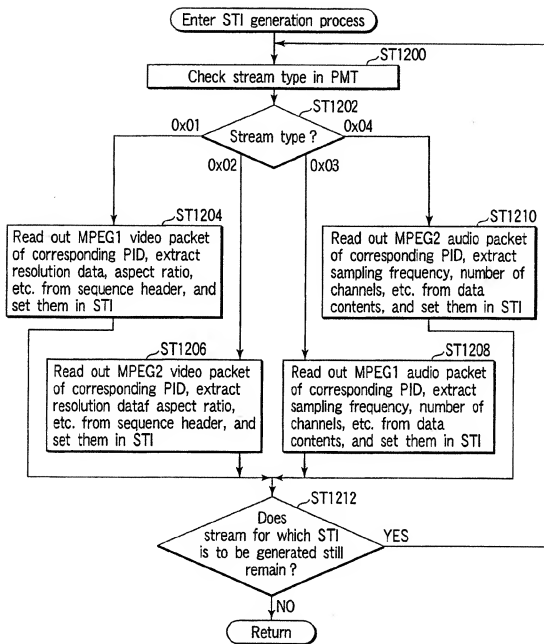 Enter STI generation process
ST1200
Check stream type in PMT
ST1202
Stream type ?
0x01
0x04
0x02
0x03
ST1204
Read out MPEG1 video packet
of corresponding PID, extract
resolution data, aspect ratio,
etc. from sequence header, and
set them in STI
ST1210
Read out MPEG2 audio packet
of corresponding PID, extract
sampling frequency, number of
channels, etc. from data
contents, and set them in STI
ST1206
Read out MPEG2 video packet
of corresponding PID, extract
resolution dataf aspect ratio,
etc. from sequence header, and
set them in STI
ST1208
Read out MPEG1 audio packet
of corresponding PID, extract
sampling frequency, number of
channels, etc. from data
contents, and set them in STI
ST1212
Does
stream for which STI
is to be generated still
remain ?
YES
NO
Return